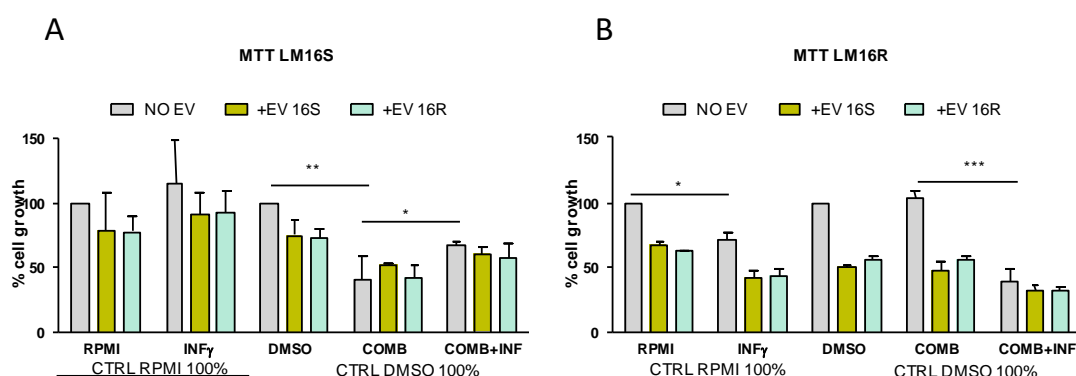 A
MTT LM16S
NO EV +EV 16S +EV 16R
% cell growth
150
100
50
0
**
*
RPMI INFγ DMSO COMB COMB+INF
CTRL RPMI 100% CTRL DMSO 100%
B
MTT LM16R
NO EV +EV 16S +EV 16R
% cell growth
150
100
50
0
*
***
RPMI INFγ DMSO COMB COMB+INF
CTRL RPMI 100% CTRL DMSO 100%